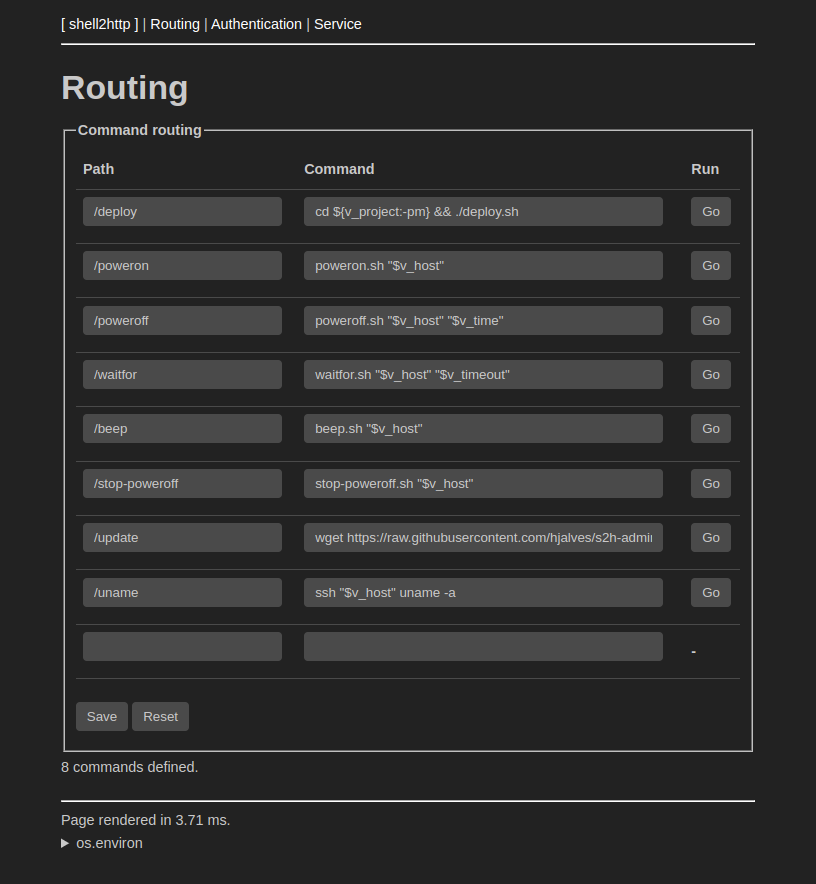 [ shell2http ] | Routing | Authentication | Service
Routing
Command routing
Path Command Run
/deploy cd ${v_project:-pm} && ./deploy.sh Go
/poweron poweron.sh "$v_host" Go
/poweroff poweroff.sh "$v_host" "$v_time" Go
/waitfor waitfor.sh "$v_host" "$v_timeout" Go
/beep beep.sh "$v_host" Go
/stop-poweroff stop-poweroff.sh "$v_host" Go
/update wget https://raw.githubusercontent.com/hjalves/s2h-admin Go
/uname ssh "$v_host" uname -a Go
-
Save Reset
8 commands defined.
Page rendered in 3.71 ms.
os.environ